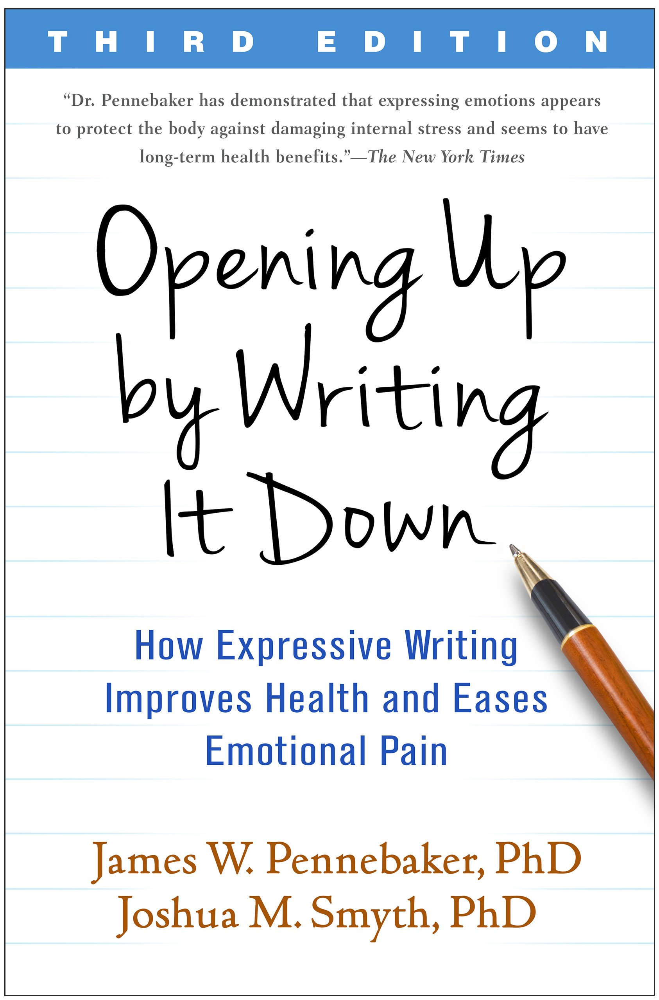 THIRD EDITION
“Dr. Pennebaker has demonstrated that expressing emotions appears
to protect the body against damaging internal stress and seems to have
long-term health benefits.”—The New York Times
Opening Up
by Writing
It Down
How Expressive Writing
Improves Health and Eases
Emotional Pain
James W. Pennebaker, PhD
Joshua M. Smyth, PhD